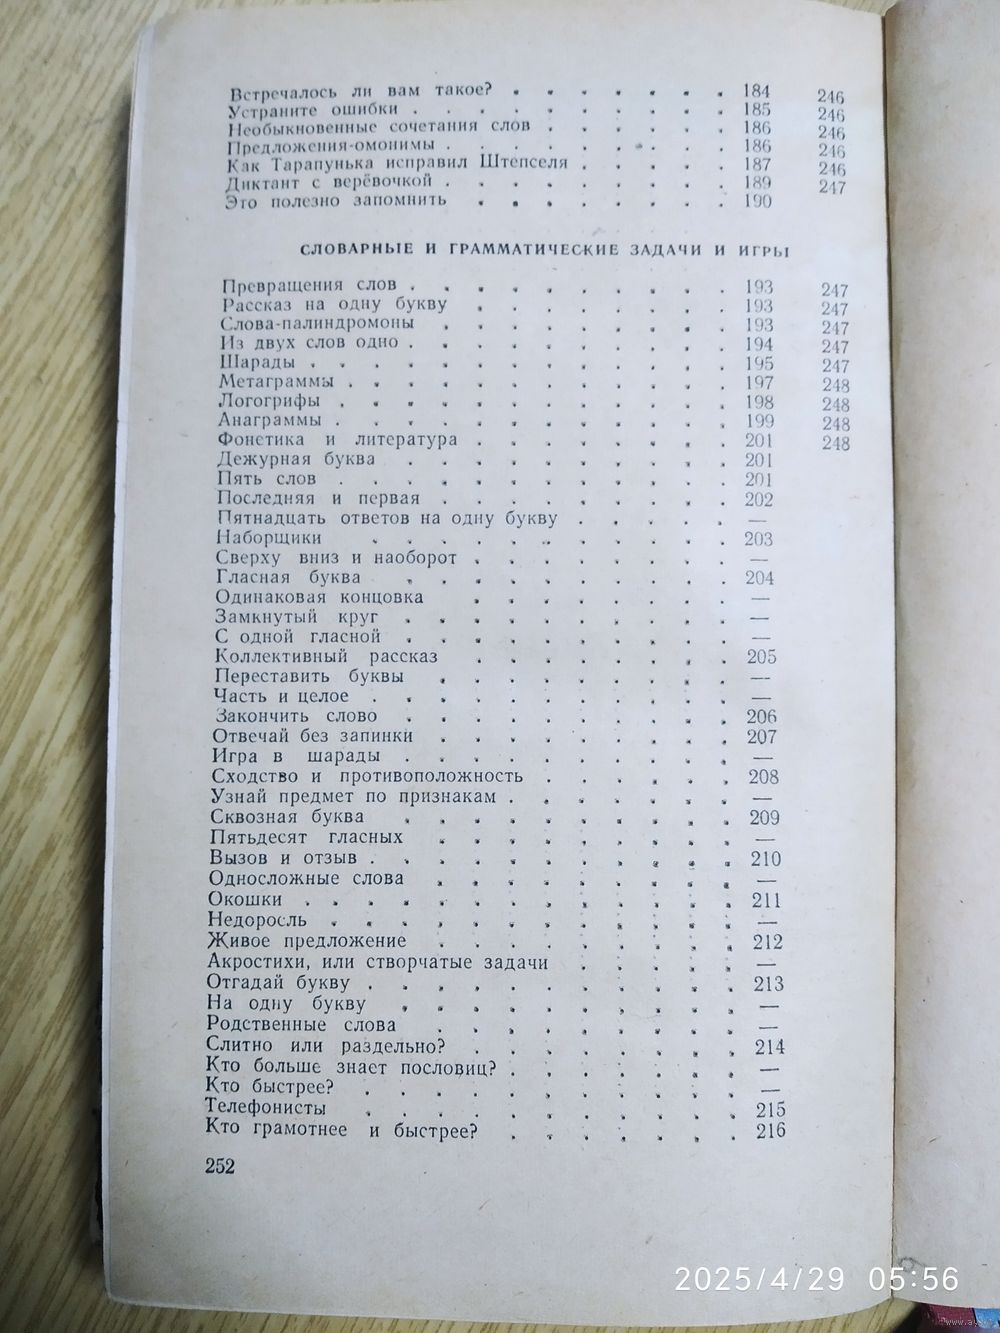 Встречалось ли вам такое? . . . . . . . 184 246
Устраните ошибки . . . . . . . . . 185 246
Необыкновенные сочетания слов . . . . . . 186 246
Предложения-омонимы . . . . . . . . 186 246
Как Тарапунька исправил Штепселя . . . . . 187 246
Диктант с верёвочкой . . . . . . . . . 189 247
Это полезно запомнить . . . . . . . . 190
СЛОВАРНЫЕ И ГРАММАТИЧЕСКИЕ ЗАДАЧИ И ИГРЫ
Превращения слов . . . . . . . . . . 193 247
Рассказ на одну букву . . . . . . . . 193 247
Слова-палиндромоны . . . . . . . . . 193 247
Из двух слов одно . . . . . . . . . . 194 247
Шарады . . . . . . . . . . . . . 195 247
Метаграммы . . . . . . . . . . . 197 248
Логогрифы . . . . . . . . . . . . 198 248
Анаграммы . . . . . . . . . . . . 199 248
Фонетика и литература . . . . . . . . 201 248
Дежурная буква . . . . . . . . . . 201
Пять слов . . . . . . . . . . . . 201
Последняя и первая . . . . . . . . . 202
Пятнадцать ответов на одну букву . . . . . —
Наборщики . . . . . . . . . . . 203
Сверху вниз и наоборот . . . . . . . . —
Гласная буква . . . . . . . . . . 204
Одинаковая концовка . . . . . . . . —
Замкнутый круг . . . . . . . . . . —
С одной гласной . . . . . . . . . . —
Коллективный рассказ . . . . . . . . 205
Переставить буквы . . . . . . . . . —
Часть и целое . . . . . . . . . . . —
Закончить слово . . . . . . . . . . 206
Отвечай без запинки . . . . . . . . . 207
Игра в шарады . . . . . . . . . . —
Сходство и противоположность . . . . . . 208
Узнай предмет по признакам . . . . . . . —
Сквозная буква . . . . . . . . . . 209
Пятьдесят гласных . . . . . . . . . —
Вызов и отзыв . . . . . . . . . . . 210
Односложные слова . . . . . . . . . —
Окошки . . . . . . . . . . . . . 211
Недоросль . . . . . . . . . . . . —
Живое предложение . . . . . . . . . 212
Акростихи, или створчатые задачи . . . . . —
Отгадай букву . . . . . . . . . . . 213
На одну букву . . . . . . . . . . —
Родственные слова . . . . . . . . . —
Слитно или раздельно? . . . . . . . . 214
Кто больше знает пословиц? . . . . . . . —
Кто быстрее? . . . . . . . . . . . —
Телефонисты . . . . . . . . . . . 215
Кто грамотнее и быстрее? . . . . . . . 216
252
2025/4/29 05:56